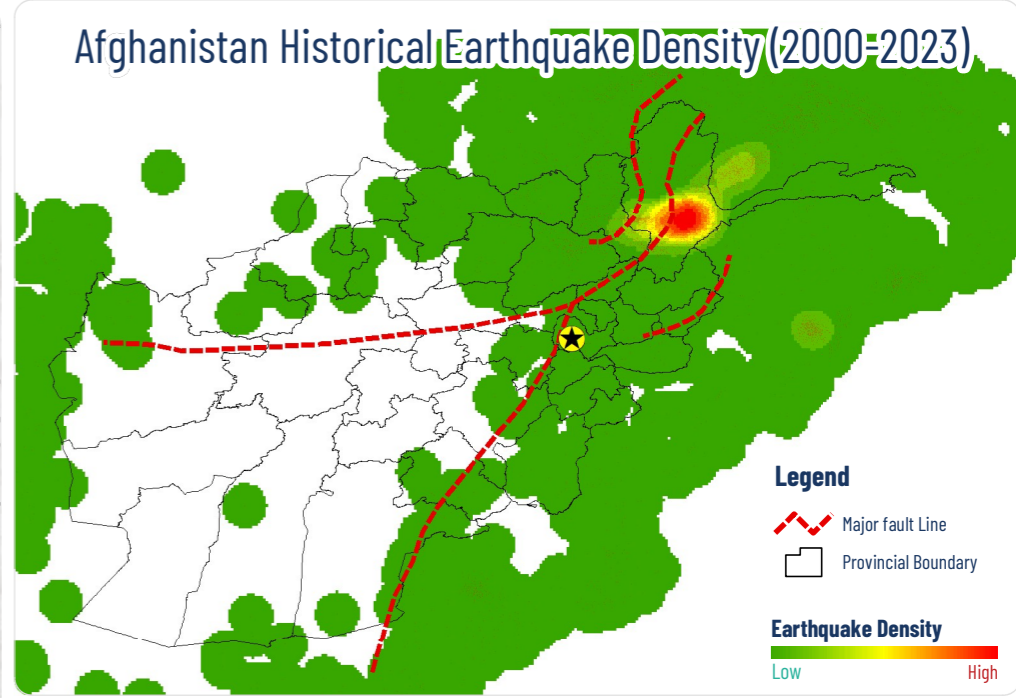 Afghanistan Historical Earthquake Density (2000-2023)
Legend
Major fault Line
Provincial Boundary
Earthquake Density
Low High